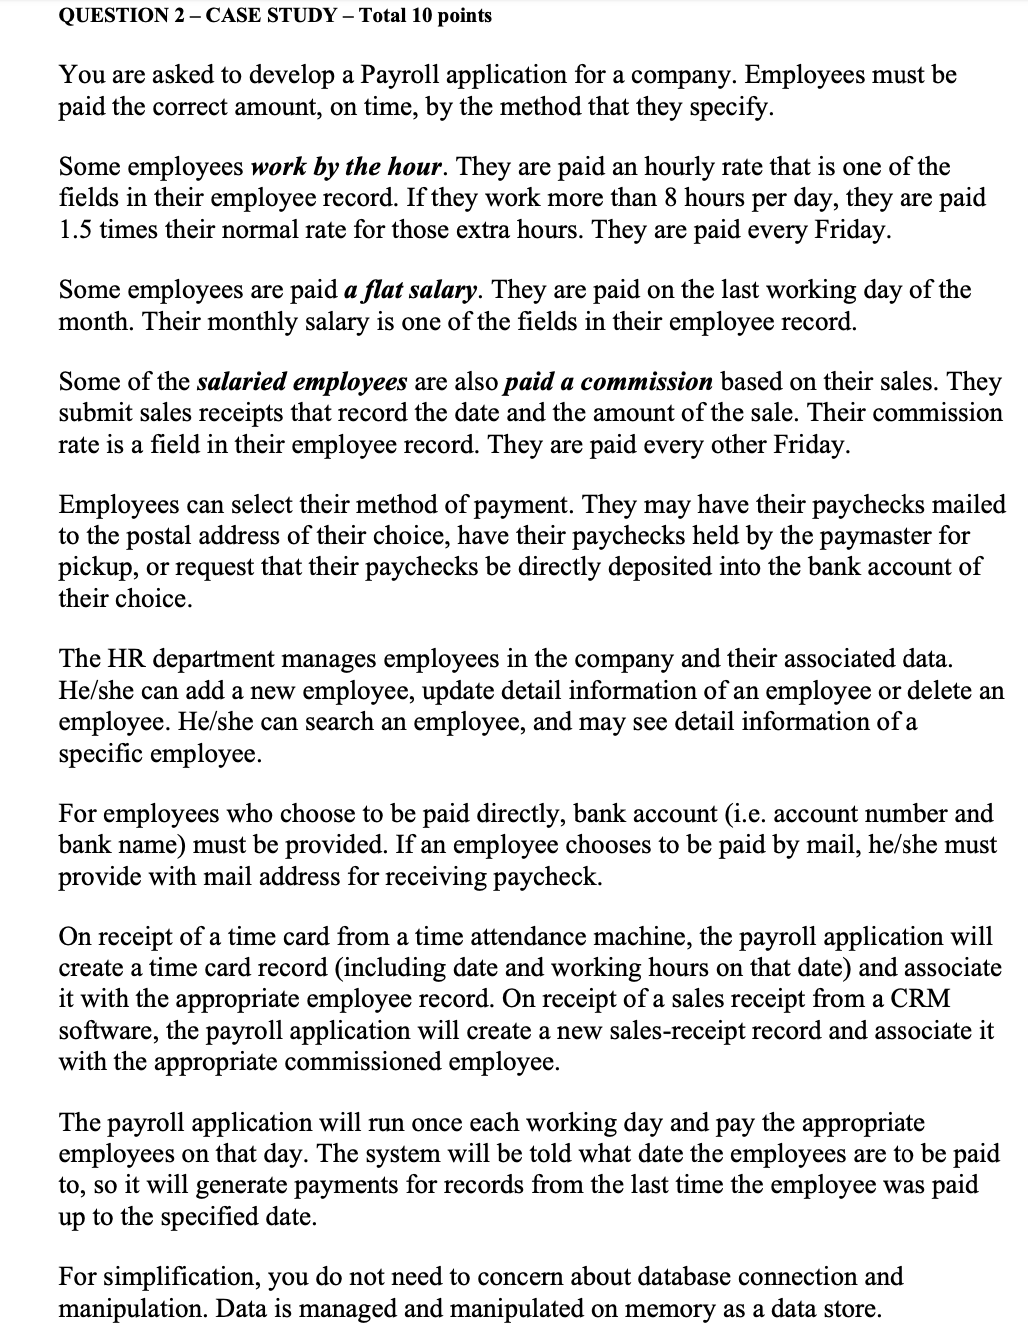 QUESTION 2 – CASE STUDY – Total 10 points
You are asked to develop a Payroll application for a company. Employees must be
paid the correct amount, on time, by the method that they specify.
Some employees work by the hour. They are paid an hourly rate that is one of the
fields in their employee record. If they work more than 8 hours per day, they are paid
1.5 times their normal rate for those extra hours. They are paid every Friday.
Some employees are paid a flat salary. They are paid on the last working day of the
month. Their monthly salary is one of the fields in their employee record.
Some of the salaried employees are also paid a commission based on their sales. They
submit sales receipts that record the date and the amount of the sale. Their commission
rate is a field in their employee record. They are paid every other Friday.
Employees can select their method of payment. They may have their paychecks mailed
to the postal address of their choice, have their paychecks held by the paymaster for
pickup, or request that their paychecks be directly deposited into the bank account of
their choice.
The HR department manages employees in the company and their associated data.
He/she can add a new employee, update detail information of an employee or delete an
employee. He/she can search an employee, and may see detail information of a
specific employee.
For employees who choose to be paid directly, bank account (i.e. account number and
bank name) must be provided. If an employee chooses to be paid by mail, he/she must
provide with mail address for receiving paycheck.
On receipt of a time card from a time attendance machine, the payroll application will
create a time card record (including date and working hours on that date) and associate
it with the appropriate employee record. On receipt of a sales receipt from a CRM
software, the payroll application will create a new sales-receipt record and associate it
with the appropriate commissioned employee.
The payroll application will run once each working day and pay the appropriate
employees on that day. The system will be told what date the employees are to be paid
to, so it will generate payments for records from the last time the employee was paid
up to the specified date.
For simplification, you do not need to concern about database connection and
manipulation. Data is managed and manipulated on memory as a data store.